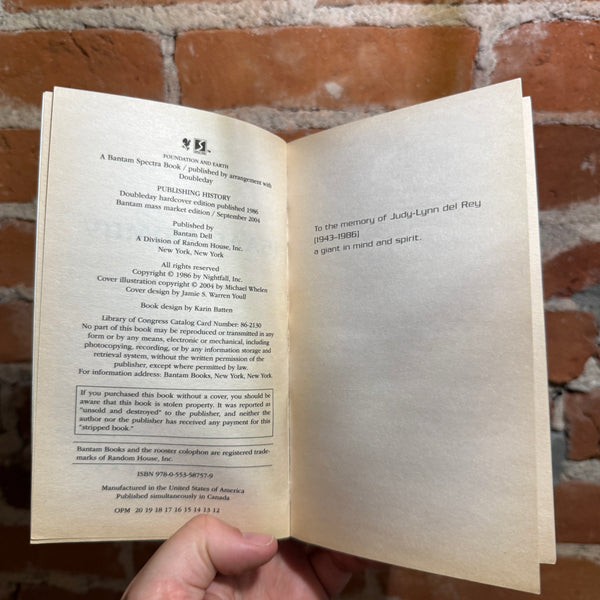 FOUNDATION AND EARTH
A Bantam Spectra Book / published by arrangement with
Doubleday
PUBLISHING HISTORY
Doubleday hardcover edition published 1986
Bantam mass market edition / September 2004
Published by
Bantam Dell
A Division of Random House, Inc.
New York, New York
All rights reserved
Copyright © 1986 by Nightfall, Inc.
Cover illustration copyright © 2004 by Michael Whelan
Cover design by Jamie S. Warren Youll
Book design by Karin Batten
Library of Congress Catalog Card Number: 86-2130
No part of this book may be reproduced or transmitted in any
form or by any means, electronic or mechanical, including
photocopying, recording, or by any information storage and
retrieval system, without the written permission of the
publisher, except where permitted by law.
For information address: Bantam Books, New York, New York.
If you purchased this book without a cover, you should be
aware that this book is stolen property. It was reported as
"unsold and destroyed" to the publisher, and neither the
author nor the publisher has received any payment for this
"stripped book."
Bantam Books and the rooster colophon are registered trade-
marks of Random House, Inc.
ISBN 978-0-553-58757-9
Manufactured in the United States of America
Published simultaneously in Canada
OPM 20 19 18 17 16 15 14 13 12
To the memory of Judy-Lynn del Rey
(1943–1986)
a giant in mind and spirit.